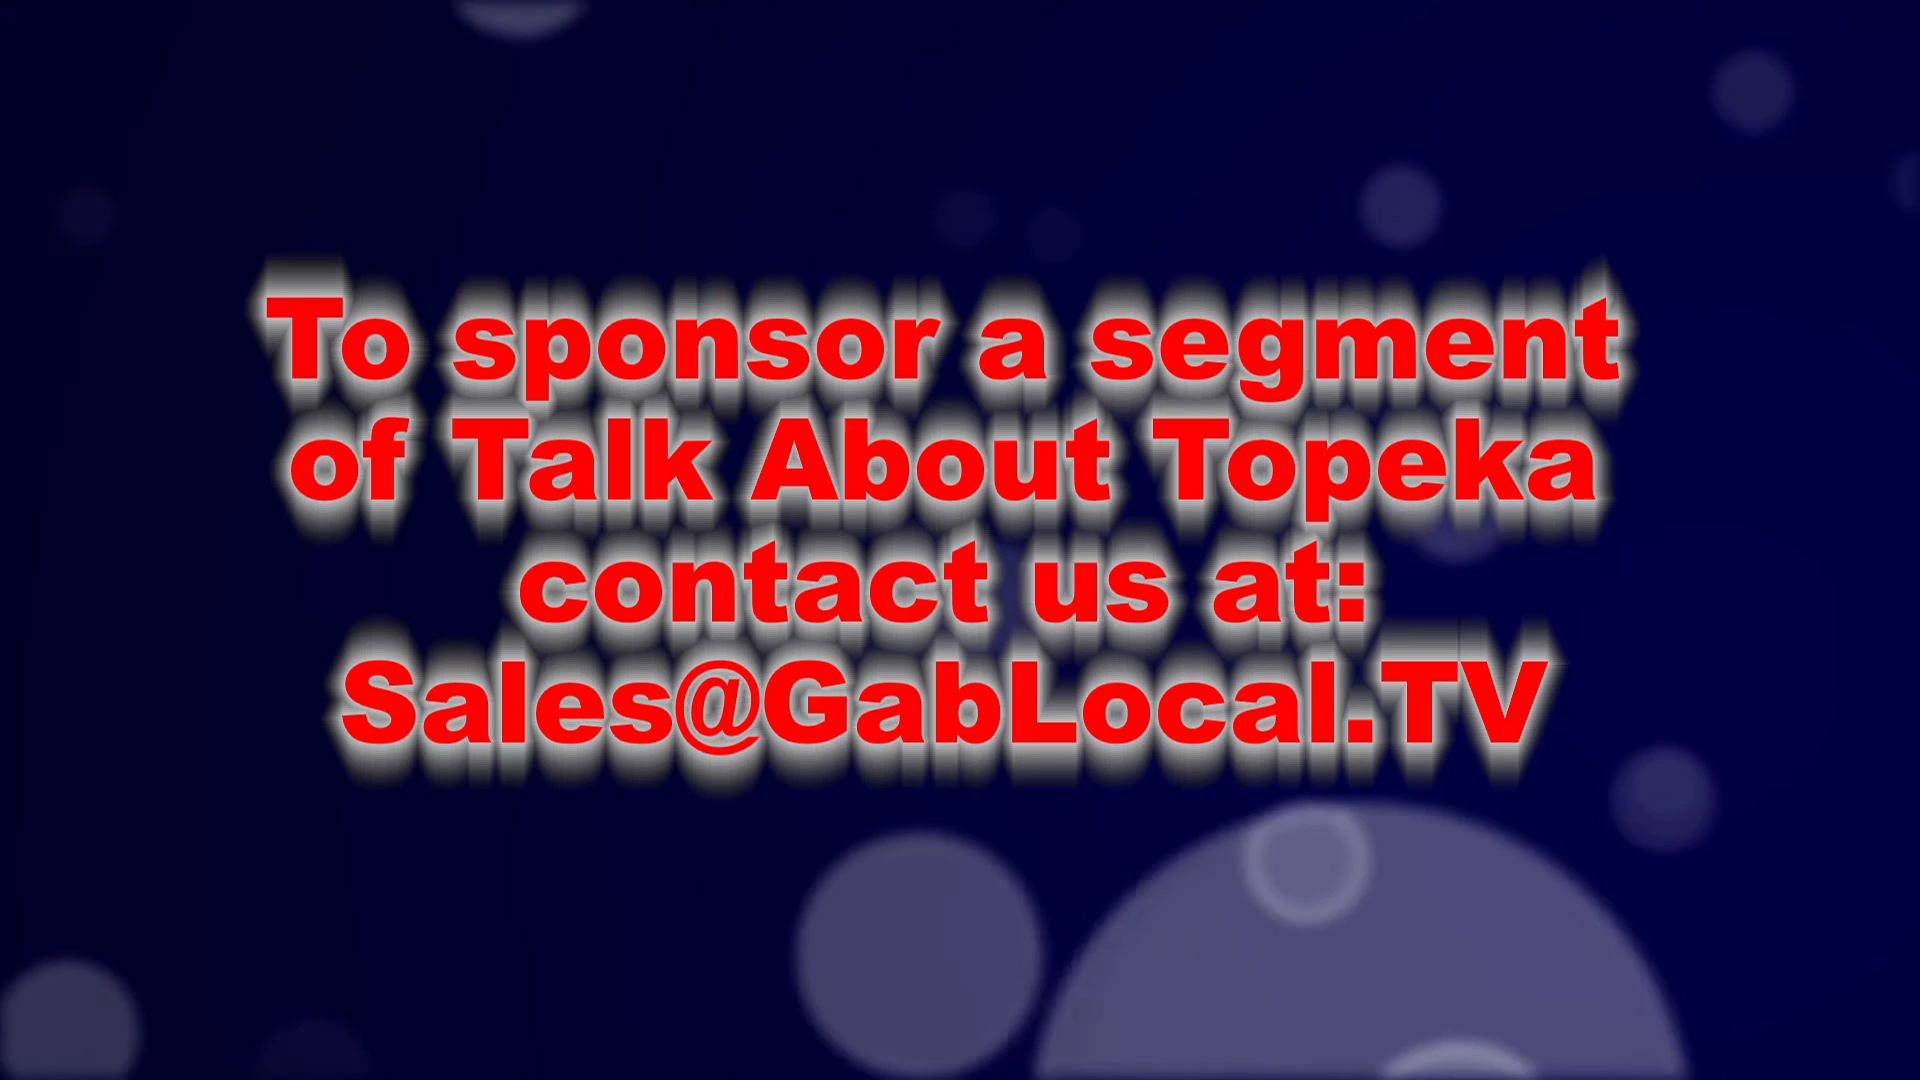 To sponsor a segment
of Talk About Topeka
contact us at:
Sales@GabLocal.TV